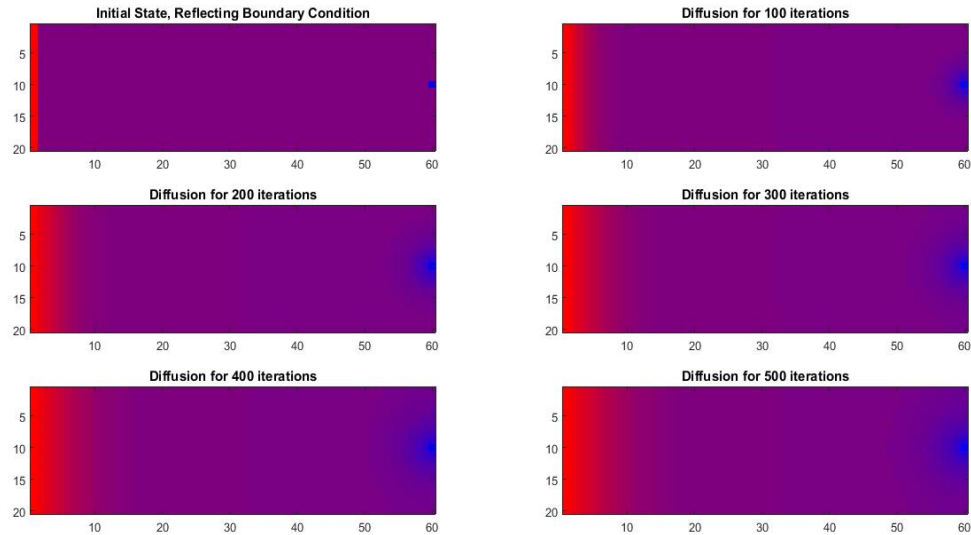 Initial State, Reflecting Boundary Condition
5
10
15
20
10 20 30 40 50 60
Diffusion for 100 iterations
5
10
15
20
10 20 30 40 50 60
Diffusion for 200 iterations
5
10
15
20
10 20 30 40 50 60
Diffusion for 300 iterations
5
10
15
20
10 20 30 40 50 60
Diffusion for 400 iterations
5
10
15
20
10 20 30 40 50 60
Diffusion for 500 iterations
5
10
15
20
10 20 30 40 50 60